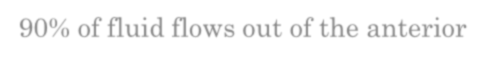 90% of fluid flows out of the anterior